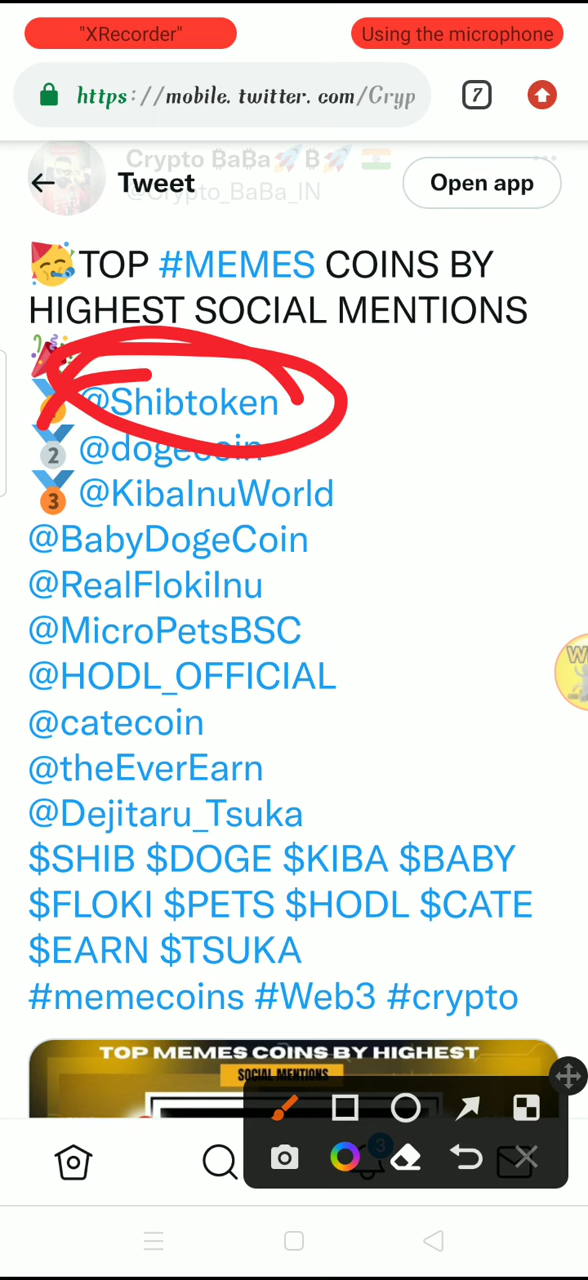 "XRecorder"
Using the microphone
https://mobile.twitter.com/Cryp
7
Crypto BaBa🚀B🚀 🇮🇳
Tweet
@Crypto_BaBa_IN
Open app
🥳TOP #MEMES COINS BY
HIGHEST SOCIAL MENTIONS
🎉
🥇@Shibtoken
🥈@dogecoin
🥉@KibaInuWorld
@BabyDogeCoin
@RealFlokiInu
@MicroPetsBSC
@HODL_OFFICIAL
@catecoin
@theEverEarn
@Dejitaru_Tsuka
$SHIB $DOGE $KIBA $BABY
$FLOKI $PETS $HODL $CATE
$EARN $TSUKA
#memecoins #Web3 #crypto
TOP MEMES COINS BY HIGHEST
SOCIAL MENTIONS
3